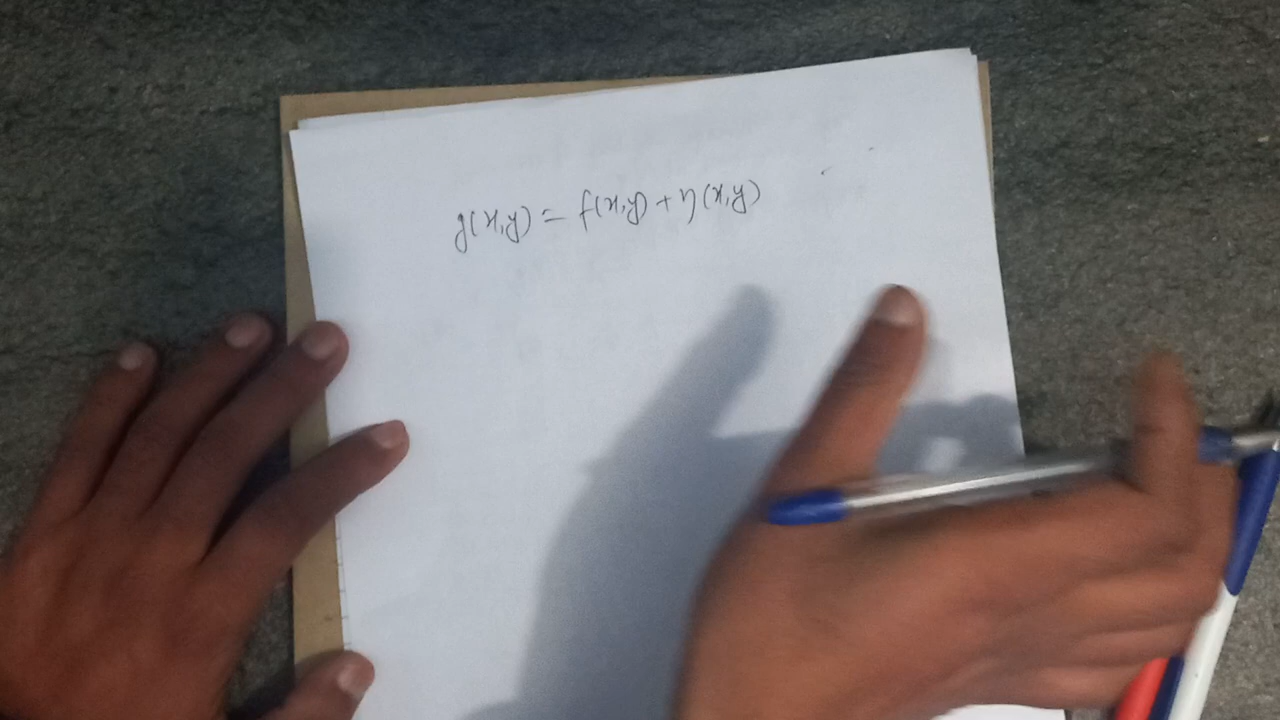 g(x,y) = f(x,y) + η(x,y)